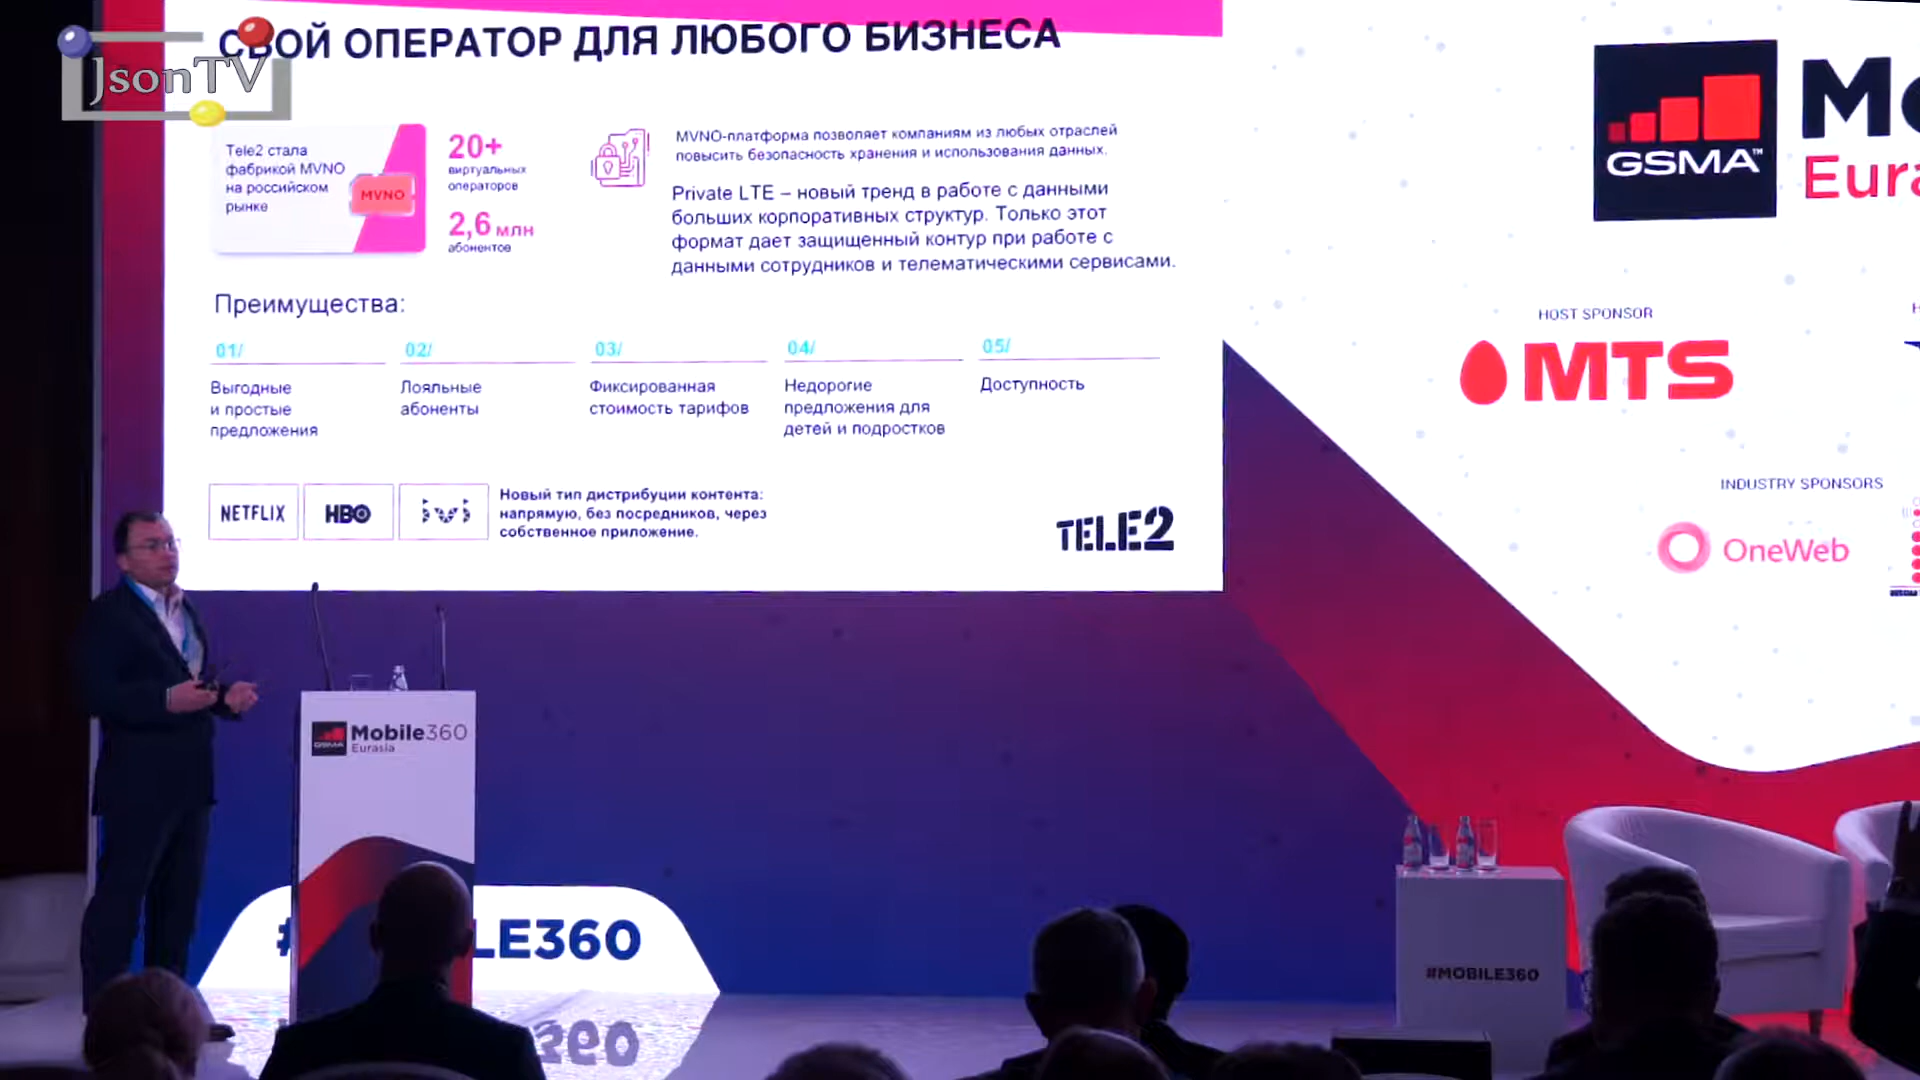 СВОЙ ОПЕРАТОР ДЛЯ ЛЮБОГО БИЗНЕСА
JsonTV
Tele2 стала
фабрикой MVNO
на российском
рынке
MVNO
20+
виртуальных
операторов
2,6 млн
абонентов
MVNO-платформа позволяет компаниям из любых отраслей
повысить безопасность хранения и использования данных.
Private LTE – новый тренд в работе с данными
больших корпоративных структур. Только этот
формат дает защищенный контур при работе с
данными сотрудников и телематическими сервисами.
Преимущества:
01/
Выгодные
и простые
предложения
02/
Лояльные
абоненты
03/
Фиксированная
стоимость тарифов
04/
Недорогие
предложения для
детей и подростков
05/
Доступность
NETFLIX
HBO
ivi
Новый тип дистрибуции контента:
напрямую, без посредников, через
собственное приложение.
TELE2
GSMA™
HOST SPONSOR
MTS
INDUSTRY SPONSORS
OneWeb
GSMA
Mobile360
Eurasia
LE360
#MOBILE360